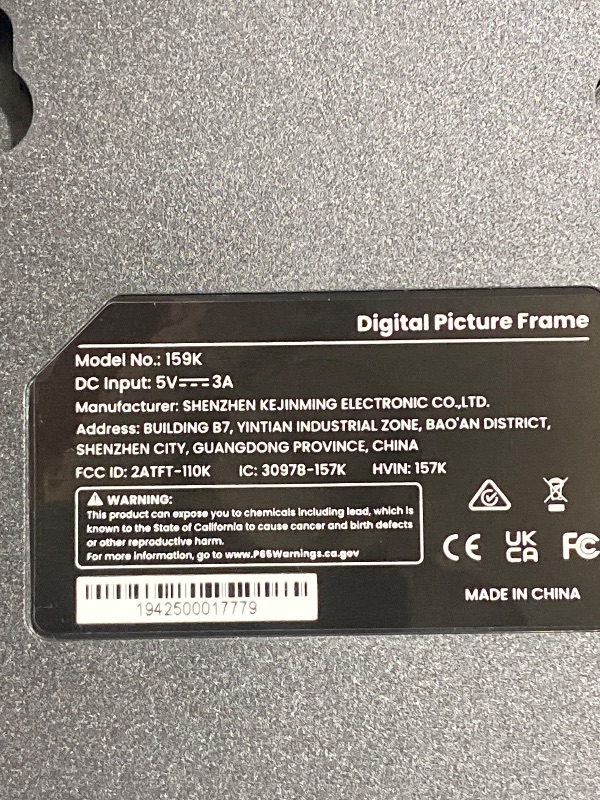 Digital Picture Frame
Model No.: 159K
DC Input: 5V⎓3A
Manufacturer: SHENZHEN KEJINMING ELECTRONIC CO.,LTD.
Address: BUILDING B7, YINTIAN INDUSTRIAL ZONE, BAO'AN DISTRICT,
SHENZHEN CITY, GUANGDONG PROVINCE, CHINA
FCC ID: 2ATFT-110K IC: 30978-157K HVIN: 157K
WARNING:
This product can expose you to chemicals including lead, which is
known to the State of California to cause cancer and birth defects
or other reproductive harm.
For more information, go to www.P65Warnings.ca.gov
CE UK CA FC
1942500017779
MADE IN CHINA